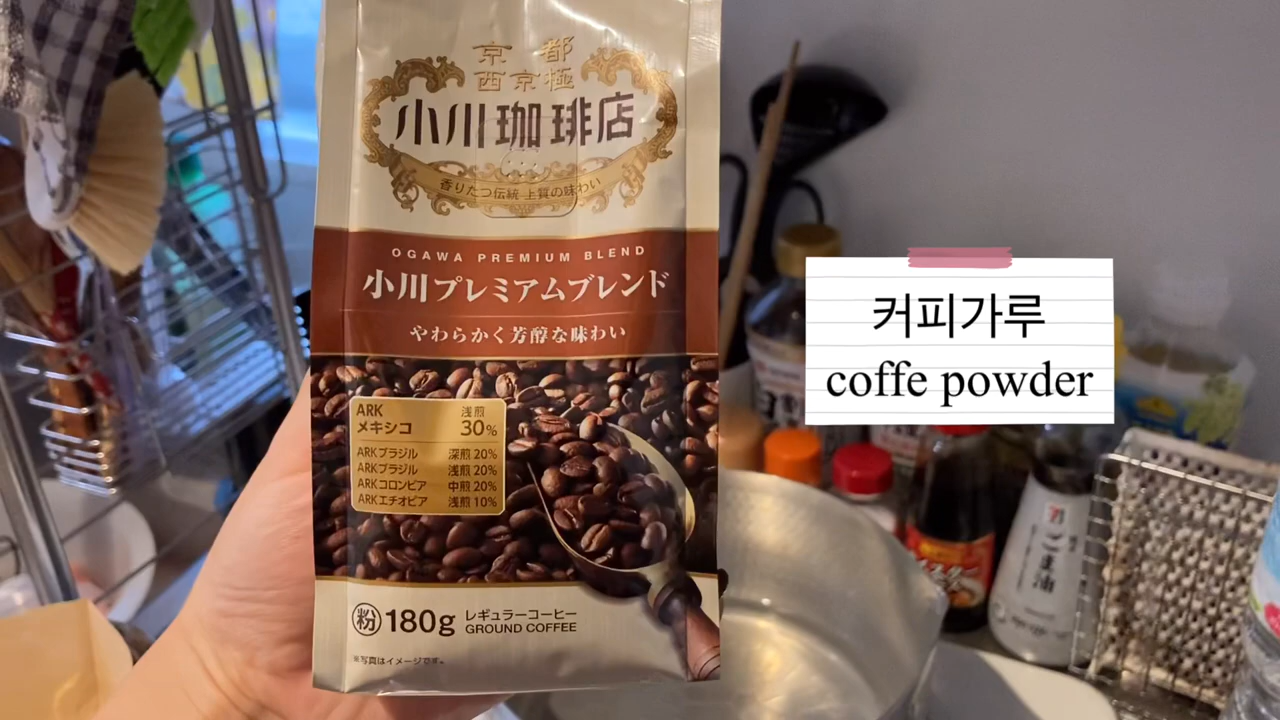 京都
西京極
小川珈琲店
香りたつ伝統 上質の味わい
OGAWA PREMIUM BLEND
小川プレミアムブレンド
やわらかく芳醇な味わい
ARK 浅煎
メキシコ 30%
ARKブラジル 深煎 20%
ARKブラジル 浅煎 20%
ARKコロンビア 中煎 20%
ARKエチオピア 浅煎 10%
粉 180g レギュラーコーヒー
GROUND COFFEE
※写真はイメージです。
커피가루
coffe powder
7
ごま油